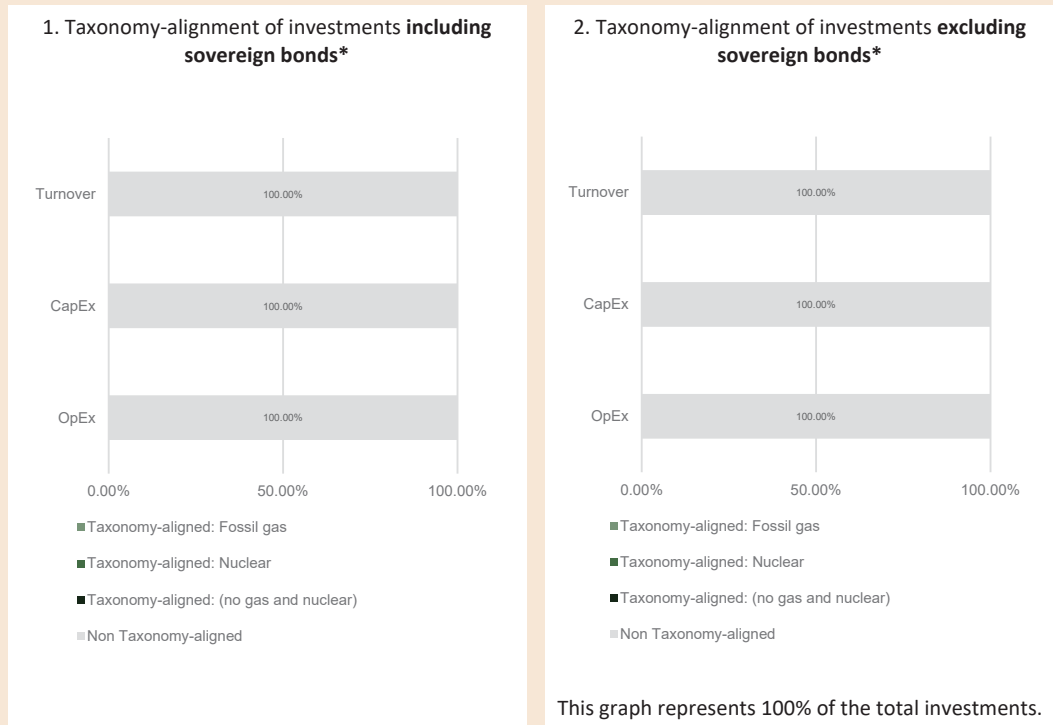 1. Taxonomy-alignment of investments including
sovereign bonds*
Turnover
100.00%
CapEx
100.00%
OpEx
100.00%
0.00%
50.00%
100.00%
Taxonomy-aligned: Fossil gas
Taxonomy-aligned: Nuclear
Taxonomy-aligned: (no gas and nuclear)
Non Taxonomy-aligned
2. Taxonomy-alignment of investments excluding
sovereign bonds*
Turnover
100.00%
CapEx
100.00%
OpEx
100.00%
0.00%
50.00%
100.00%
Taxonomy-aligned: Fossil gas
Taxonomy-aligned: Nuclear
Taxonomy-aligned: (no gas and nuclear)
Non Taxonomy-aligned
This graph represents 100% of the total investments.